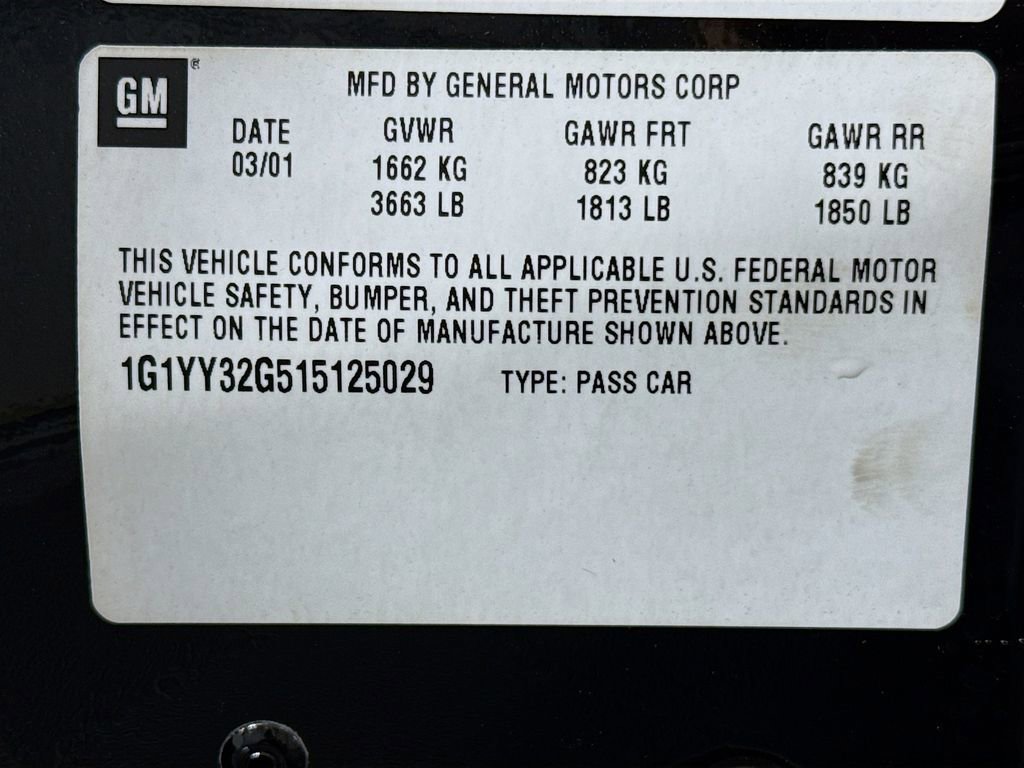 GM ®
MFD BY GENERAL MOTORS CORP
DATE GVWR GAWR FRT GAWR RR
03/01 1662 KG 823 KG 839 KG
3663 LB 1813 LB 1850 LB
THIS VEHICLE CONFORMS TO ALL APPLICABLE U.S. FEDERAL MOTOR
VEHICLE SAFETY, BUMPER, AND THEFT PREVENTION STANDARDS IN
EFFECT ON THE DATE OF MANUFACTURE SHOWN ABOVE.
1G1YY32G515125029 TYPE: PASS CAR